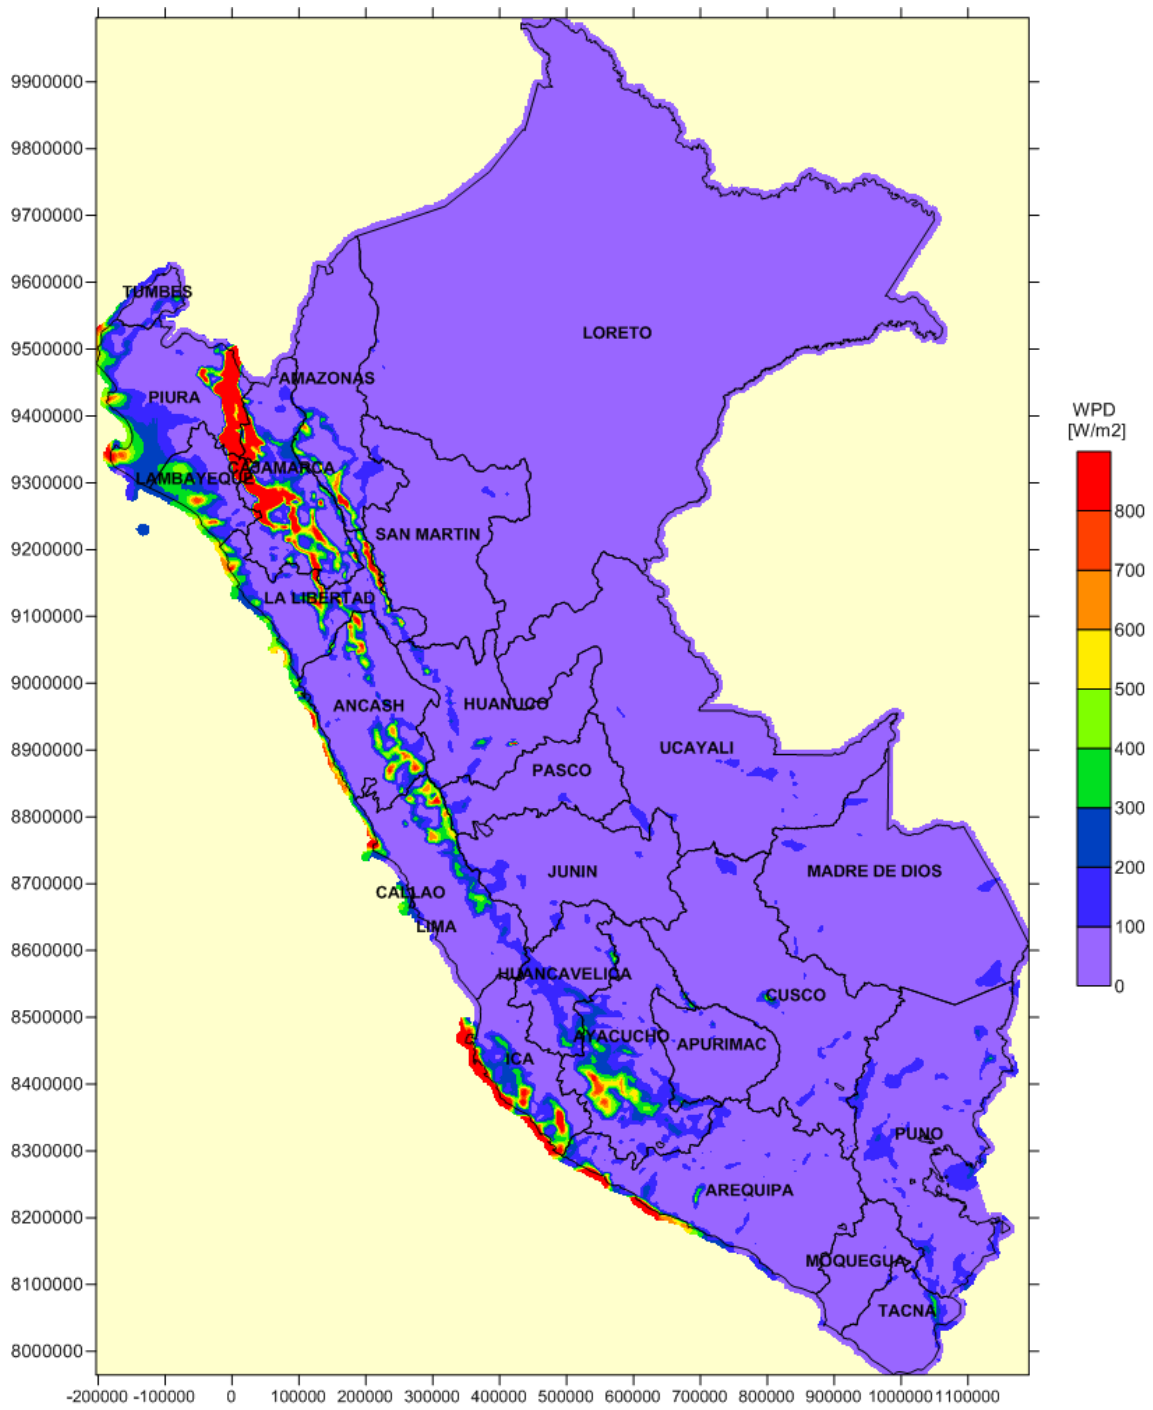 9900000
9800000
9700000
9600000
9500000
9400000
9300000
9200000
9100000
9000000
8900000
8800000
8700000
8600000
8500000
8400000
8300000
8200000
8100000
8000000
TUMBES
LORETO
AMAZONAS
PIURA
CAJAMARCA
LAMBAYEQUE
SAN MARTIN
LA LIBERTAD
ANCASH
HUANUCO
UCAYALI
PASCO
JUNIN
MADRE DE DIOS
CALLAO
LIMA
HUANCAVELICA
CUSCO
AYACUCHO
APURIMAC
ICA
PUNO
AREQUIPA
MOQUEGUA
TACNA
WPD
[W/m2]
800
700
600
500
400
300
200
100
0
-200000 -100000 0 100000 200000 300000 400000 500000 600000 700000 800000 900000 1000000 1100000